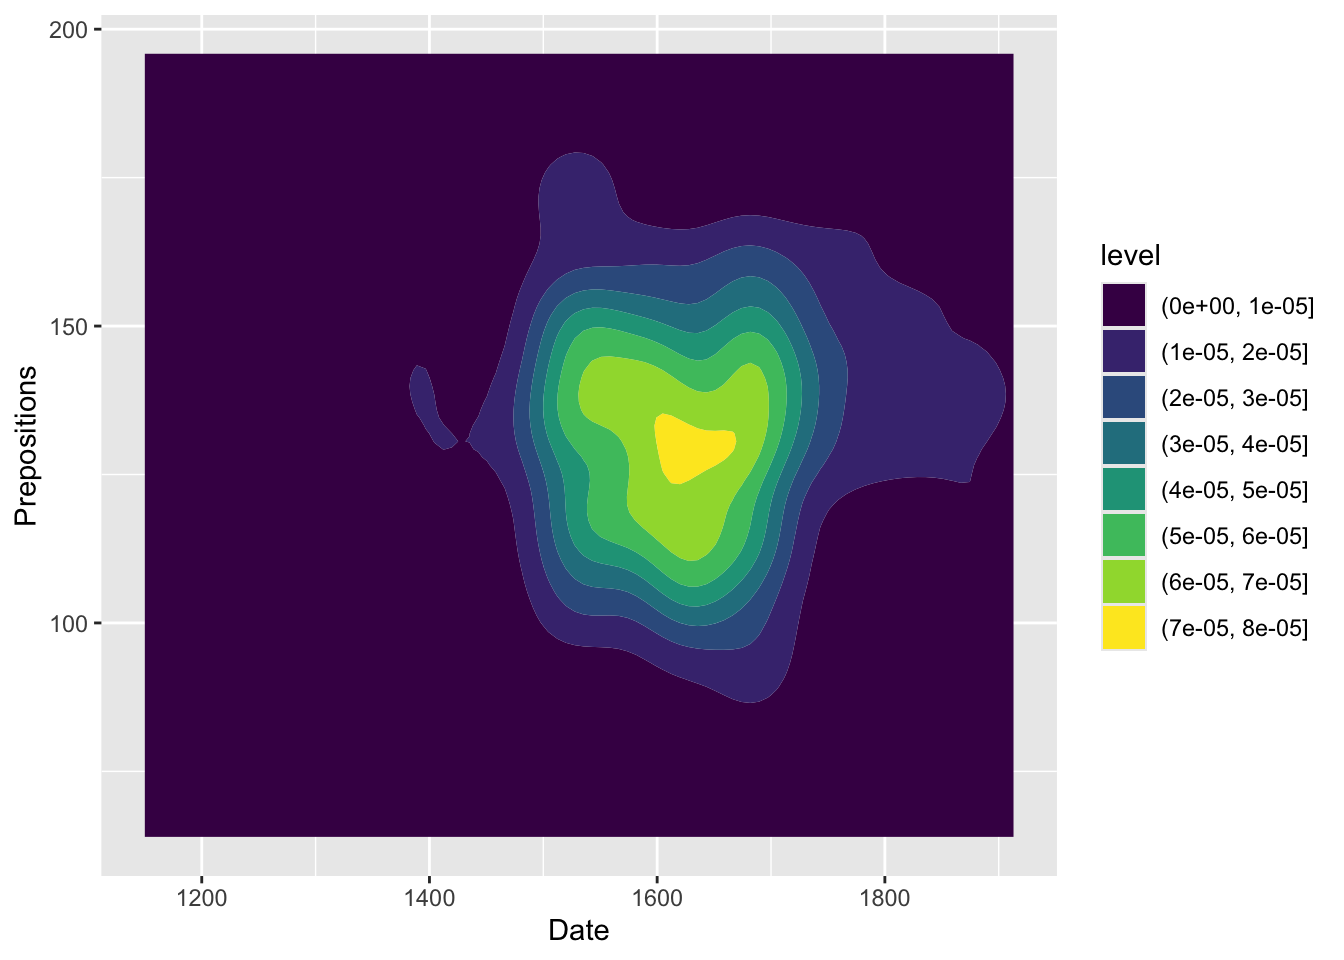 200
150
100
Prepositions
1200 1400 1600 1800
Date
level
(0e+00, 1e-05]
(1e-05, 2e-05]
(2e-05, 3e-05]
(3e-05, 4e-05]
(4e-05, 5e-05]
(5e-05, 6e-05]
(6e-05, 7e-05]
(7e-05, 8e-05]